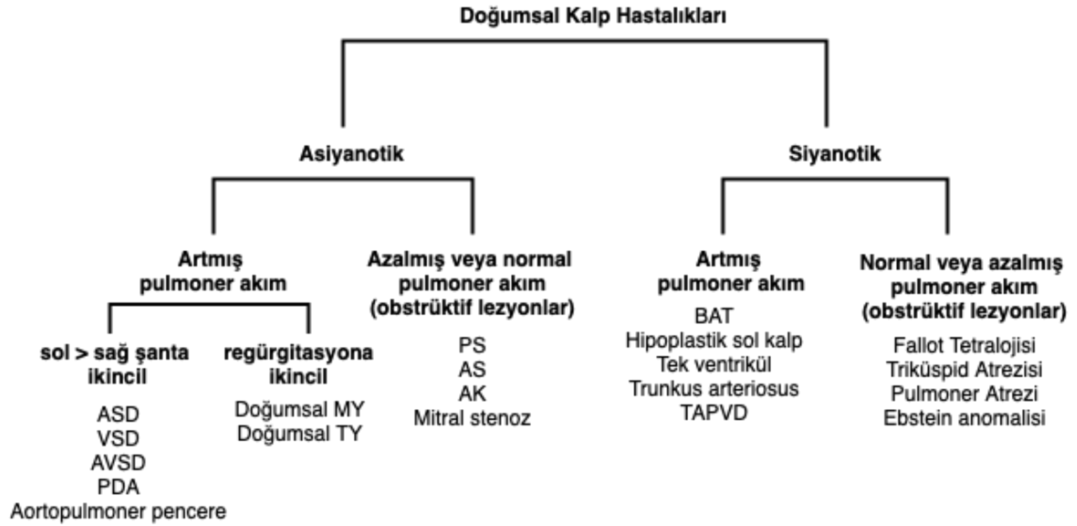 Doğumsal Kalp Hastalıkları
Asiyanotik
Siyanotik
Artmış
pulmoner akım
Azalmış veya normal
pulmoner akım
(obstrüktif lezyonlar)
Artmış
pulmoner akım
Normal veya azalmış
pulmoner akım
(obstrüktif lezyonlar)
sol > sağ şanta
ikincil
regürgitasyona
ikincil
ASD
VSD
AVSD
PDA
Aortopulmoner pencere
Doğumsal MY
Doğumsal TY
PS
AS
AK
Mitral stenoz
BAT
Hipoplastik sol kalp
Tek ventrikül
Trunkus arteriosus
TAPVD
Fallot Tetralojisi
Triküspid Atrezisi
Pulmoner Atrezi
Ebstein anomalisi